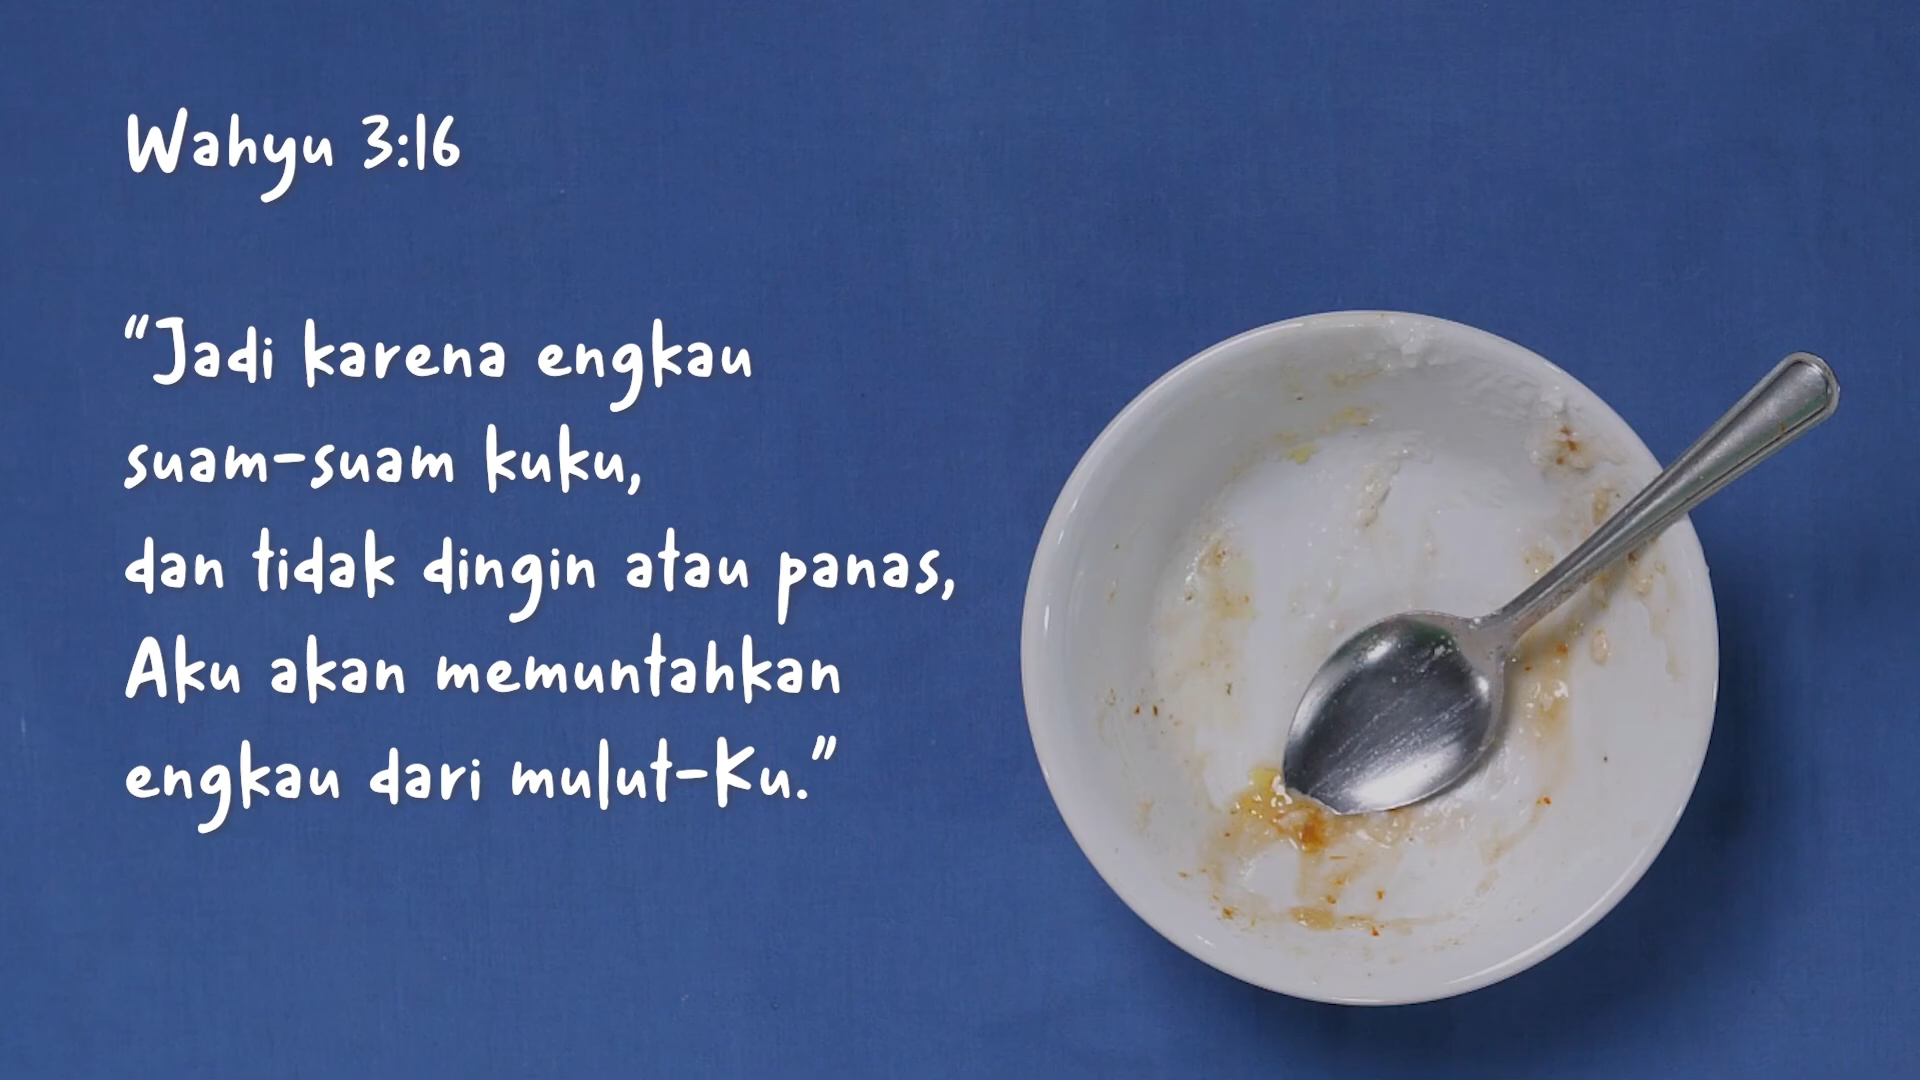 Wahyu 3:16
“Jadi karena engkau
suam-suam kuku,
dan tidak dingin atau panas,
Aku akan memuntahkan
engkau dari mulut-Ku.”